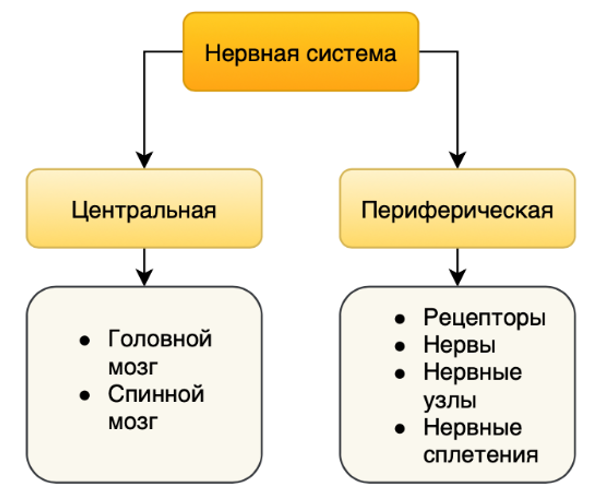 Нервная система
Центральная
Периферическая
● Головной
мозг
● Спинной
мозг
● Рецепторы
● Нервы
● Нервные
узлы
● Нервные
сплетения